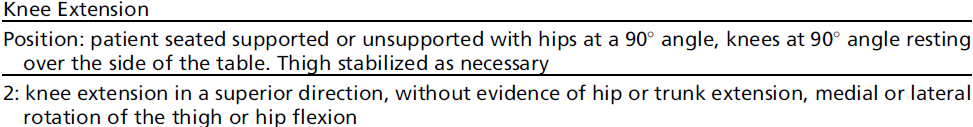 Knee Extension
Position: patient seated supported or unsupported with hips at a 90° angle, knees at 90° angle resting
over the side of the table. Thigh stabilized as necessary
2: knee extension in a superior direction, without evidence of hip or trunk extension, medial or lateral
rotation of the thigh or hip flexion